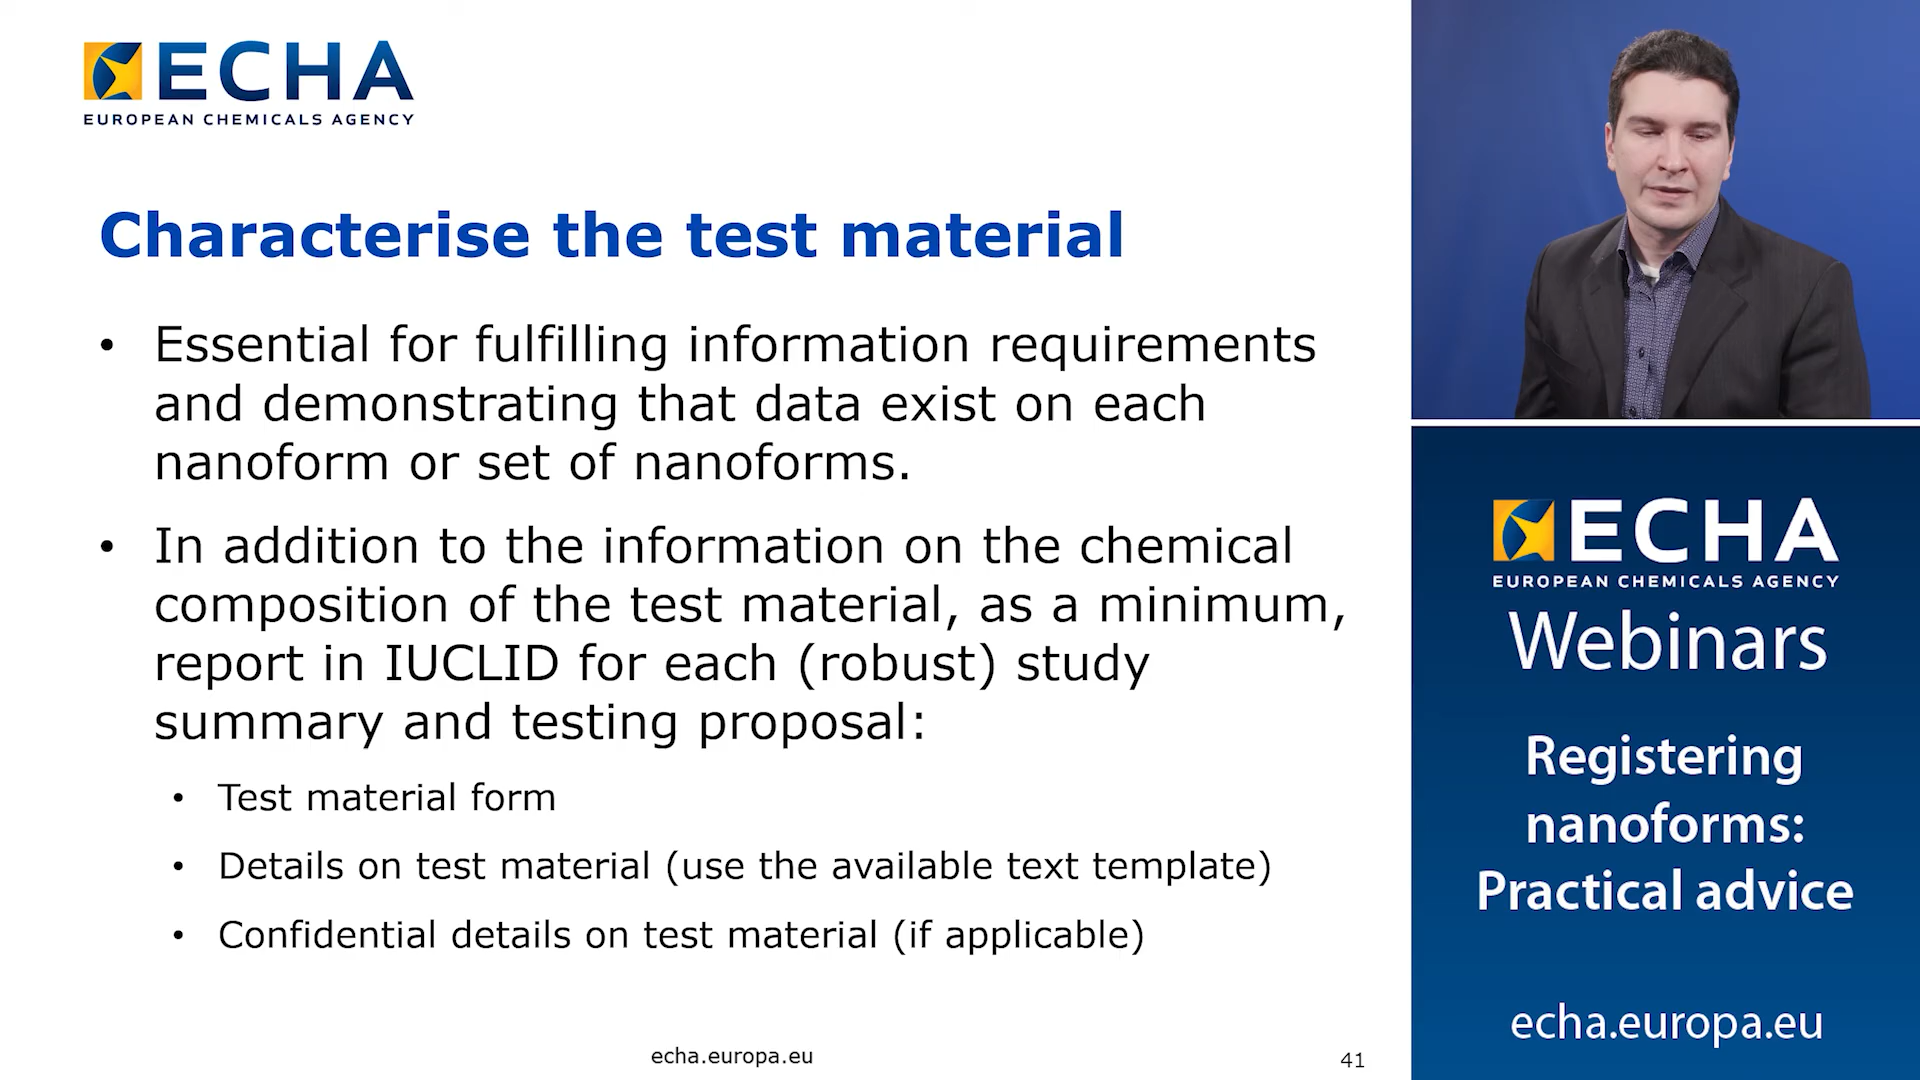 ECHA
EUROPEAN CHEMICALS AGENCY
Characterise the test material
• Essential for fulfilling information requirements
and demonstrating that data exist on each
nanoform or set of nanoforms.
• In addition to the information on the chemical
composition of the test material, as a minimum,
report in IUCLID for each (robust) study
summary and testing proposal:
• Test material form
• Details on test material (use the available text template)
• Confidential details on test material (if applicable)
echa.europa.eu
41
ECHA
EUROPEAN CHEMICALS AGENCY
Webinars
Registering
nanoforms:
Practical advice
echa.europa.eu